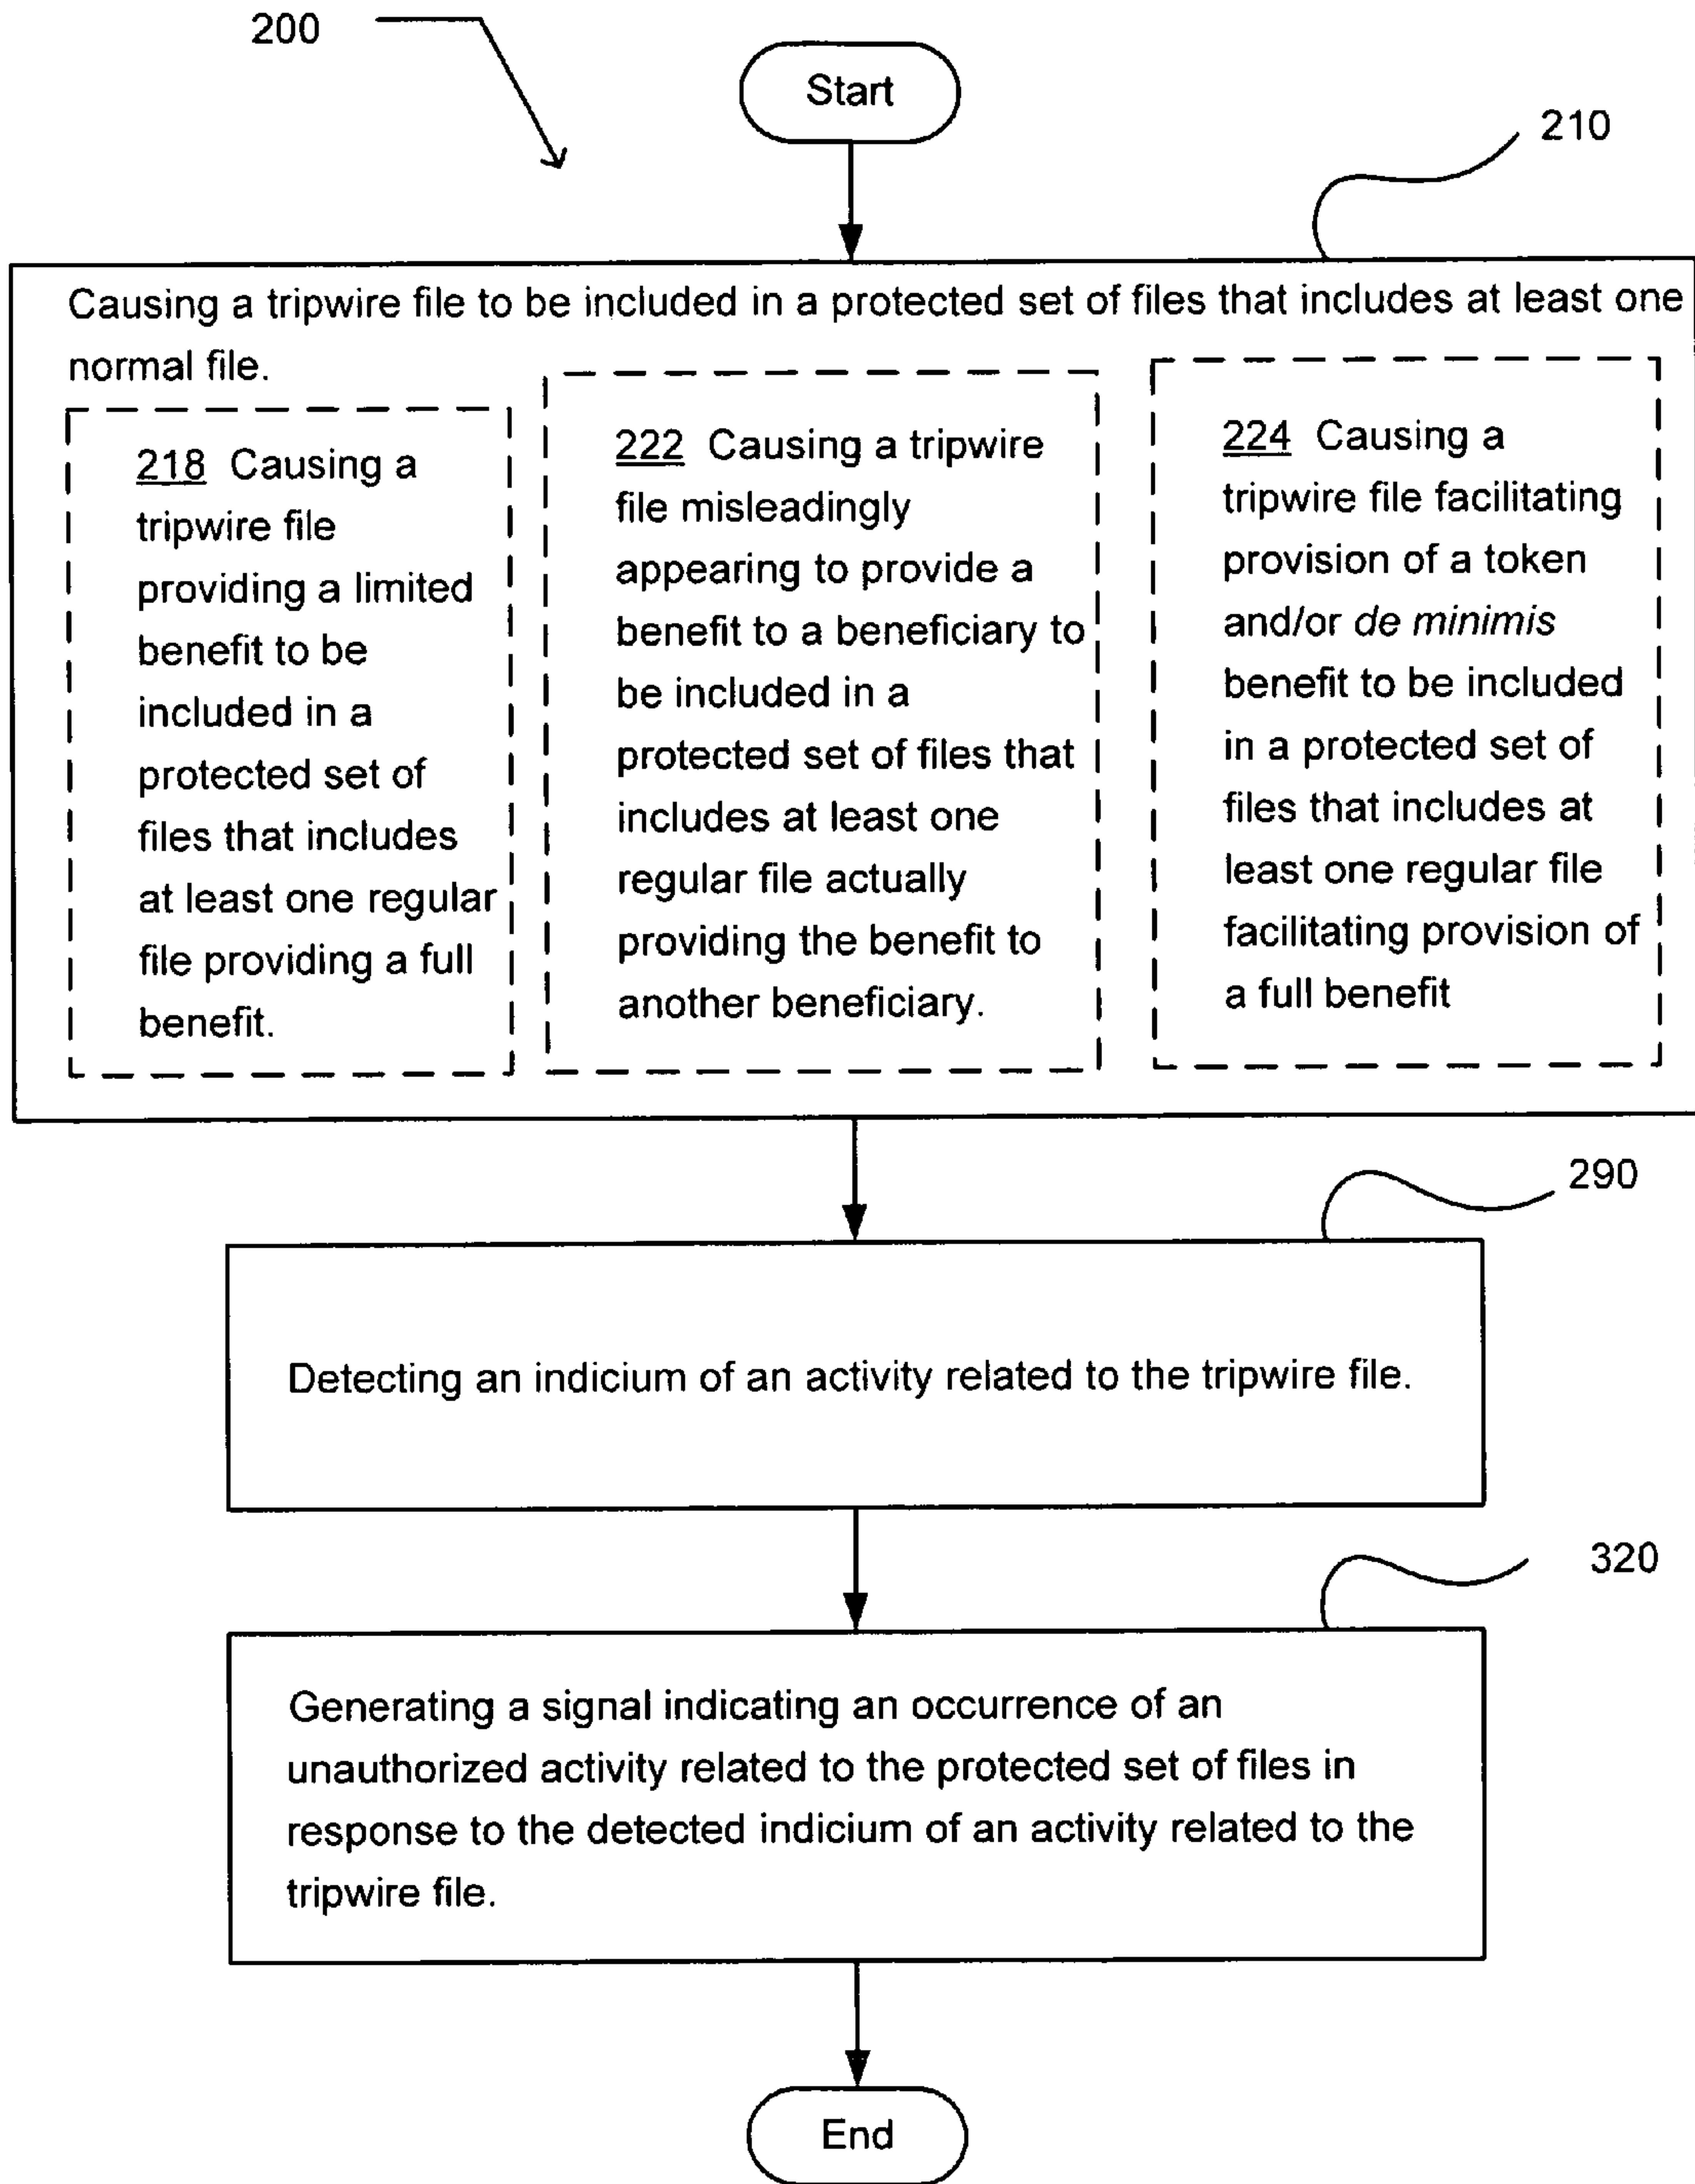 200
Start
210
Causing a tripwire file to be included in a protected set of files that includes at least one
normal file.
218 Causing a
tripwire file
providing a limited
benefit to be
included in a
protected set of
files that includes
at least one regular
file providing a full
benefit.
222 Causing a tripwire
file misleadingly
appearing to provide a
benefit to a beneficiary to
be included in a
protected set of files that
includes at least one
regular file actually
providing the benefit to
another beneficiary.
224 Causing a
tripwire file facilitating
provision of a token
and/or de minimis
benefit to be included
in a protected set of
files that includes at
least one regular file
facilitating provision of
a full benefit
290
Detecting an indicium of an activity related to the tripwire file.
320
Generating a signal indicating an occurrence of an
unauthorized activity related to the protected set of files in
response to the detected indicium of an activity related to the
tripwire file.
End